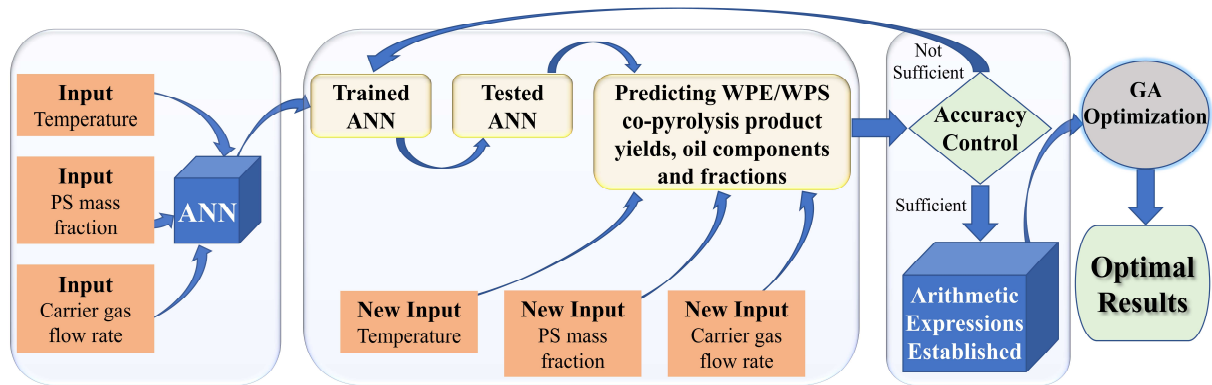 Input
Temperature
Input
PS mass
fraction
Input
Carrier gas
flow rate
ANN
Trained
ANN
Tested
ANN
Predicting WPE/WPS
co-pyrolysis product
yields, oil components
and fractions
New Input
Temperature
New Input
PS mass
fraction
New Input
Carrier gas
flow rate
Not
Sufficient
Accuracy
Control
Sufficient
Arithmetic
Expressions
Established
GA
Optimization
Optimal
Results